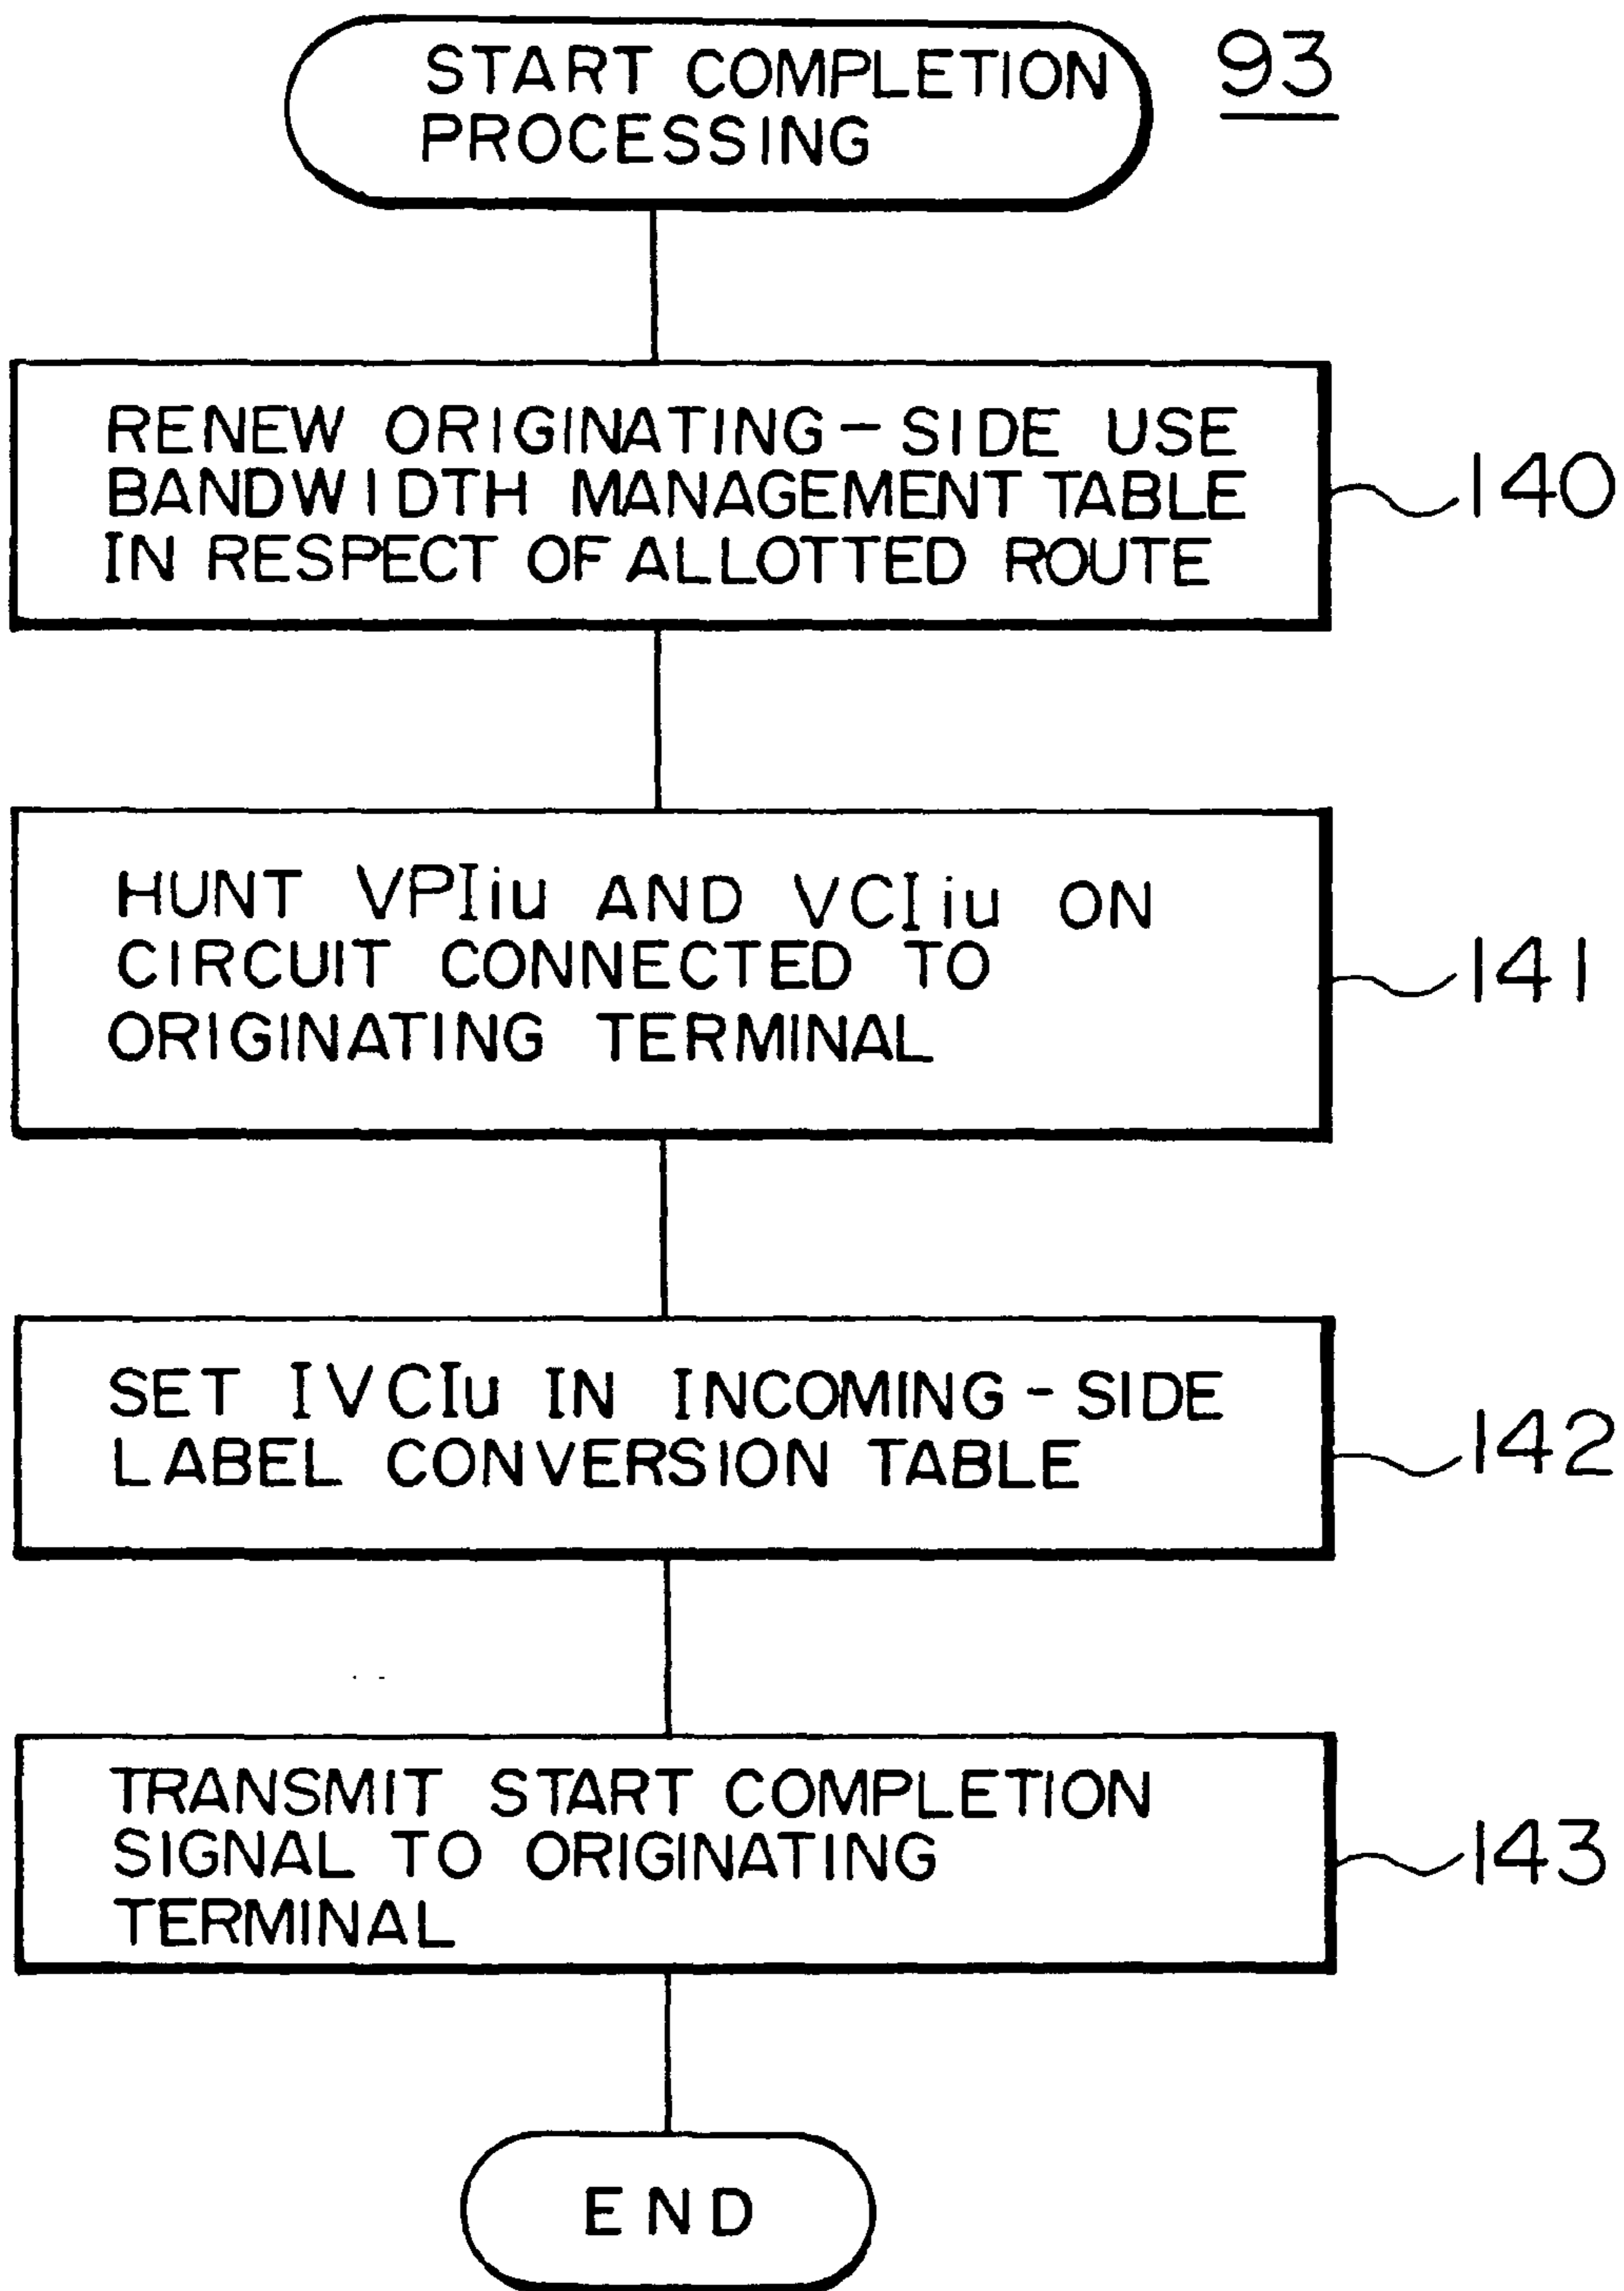 START COMPLETION
PROCESSING
93
RENEW ORIGINATING-SIDE USE
BANDWIDTH MANAGEMENT TABLE
IN RESPECT OF ALLOTTED ROUTE
140
HUNT VPIiu AND VCIiu ON
CIRCUIT CONNECTED TO
ORIGINATING TERMINAL
141
SET IVCIu IN INCOMING-SIDE
LABEL CONVERSION TABLE
142
TRANSMIT START COMPLETION
SIGNAL TO ORIGINATING
TERMINAL
143
END